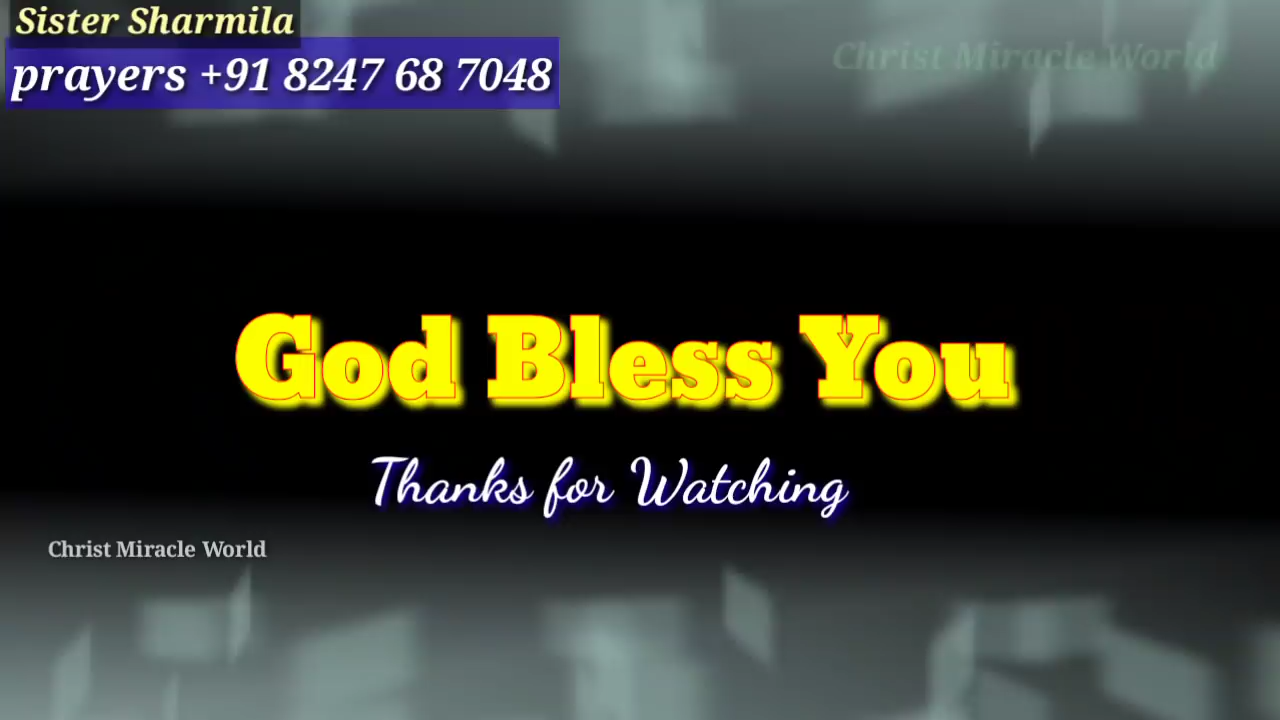 Sister Sharmila
prayers +91 8247 68 7048
Christ Miracle World
God Bless You
Thanks for Watching
Christ Miracle World